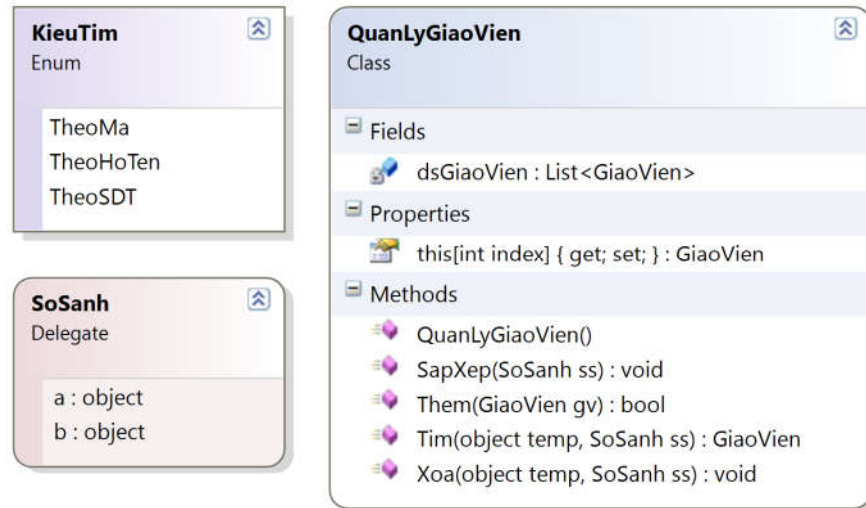 KieuTim
Enum
TheoMa
TheoHoTen
TheoSDT
SoSanh
Delegate
a : object
b : object
QuanLyGiaoVien
Class
Fields
dsGiaoVien : List<GiaoVien>
Properties
this[int index] { get; set; } : GiaoVien
Methods
QuanLyGiaoVien()
SapXep(SoSanh ss) : void
Them(GiaoVien gv) : bool
Tim(object temp, SoSanh ss) : GiaoVien
Xoa(object temp, SoSanh ss) : void